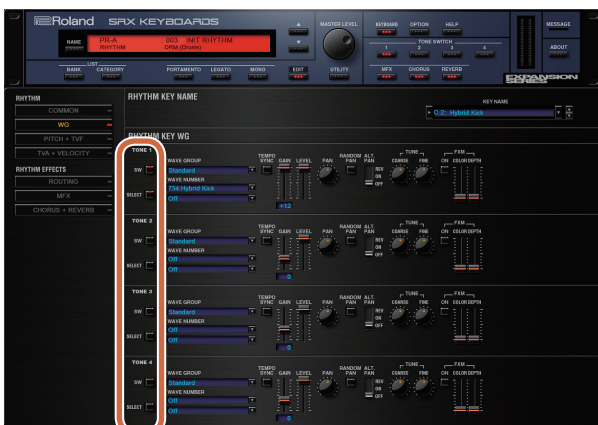 Roland SRX KEYBOARDS
MASTER LEVEL
KEYBOARD OPTION HELP
MESSAGE
NAME
PR-A : 003 INIT RHYTHM
RHYTHM DRM (Drums)
TONE SWITCH
1 2 3 4
ABOUT
LIST
BANK CATEGORY PORTAMENTO LEGATO MONO EDIT UTILITY MFX CHORUS REVERB
EXPANSION
SERIES
RHYTHM
COMMON
WG
PITCH + TVF
TVA + VELOCITY
RHYTHM EFFECTS
ROUTING
MFX
CHORUS + REVERB
RHYTHM KEY NAME
KEY NAME
C 2: Hybrid Kick
RHYTHM KEY WG
TONE 1
SW
SELECT
WAVE GROUP
Standard
WAVE NUMBER
734:Hybrid Kick
Off
TEMPO SYNC GAIN LEVEL PAN RANDOM PAN ALT. PAN
+12
REV
ON
OFF
TUNE
COARSE FINE
FXM
ON COLOR DEPTH
TONE 2
SW
SELECT
WAVE GROUP
Standard
WAVE NUMBER
Off
Off
TEMPO SYNC GAIN LEVEL PAN RANDOM PAN ALT. PAN
0
REV
ON
OFF
TUNE
COARSE FINE
FXM
ON COLOR DEPTH
TONE 3
SW
SELECT
WAVE GROUP
Standard
WAVE NUMBER
Off
Off
TEMPO SYNC GAIN LEVEL PAN RANDOM PAN ALT. PAN
0
REV
ON
OFF
TUNE
COARSE FINE
FXM
ON COLOR DEPTH
TONE 4
SW
SELECT
WAVE GROUP
Standard
WAVE NUMBER
Off
Off
TEMPO SYNC GAIN LEVEL PAN RANDOM PAN ALT. PAN
0
REV
ON
OFF
TUNE
COARSE FINE
FXM
ON COLOR DEPTH